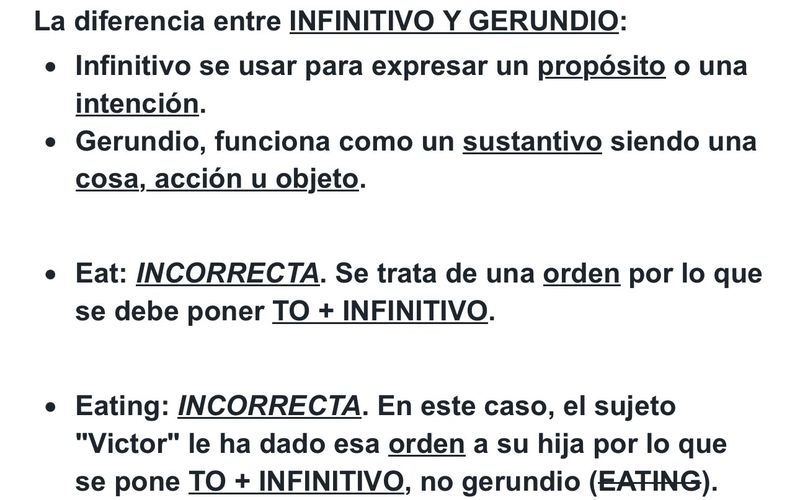 La diferencia entre INFINITIVO Y GERUNDIO:
• Infinitivo se usar para expresar un propósito o una
intención.
• Gerundio, funciona como un sustantivo siendo una
cosa, acción u objeto.
• Eat: INCORRECTA. Se trata de una orden por lo que
se debe poner TO + INFINITIVO.
• Eating: INCORRECTA. En este caso, el sujeto
"Victor" le ha dado esa orden a su hija por lo que
se pone TO + INFINITIVO, no gerundio (EATING).